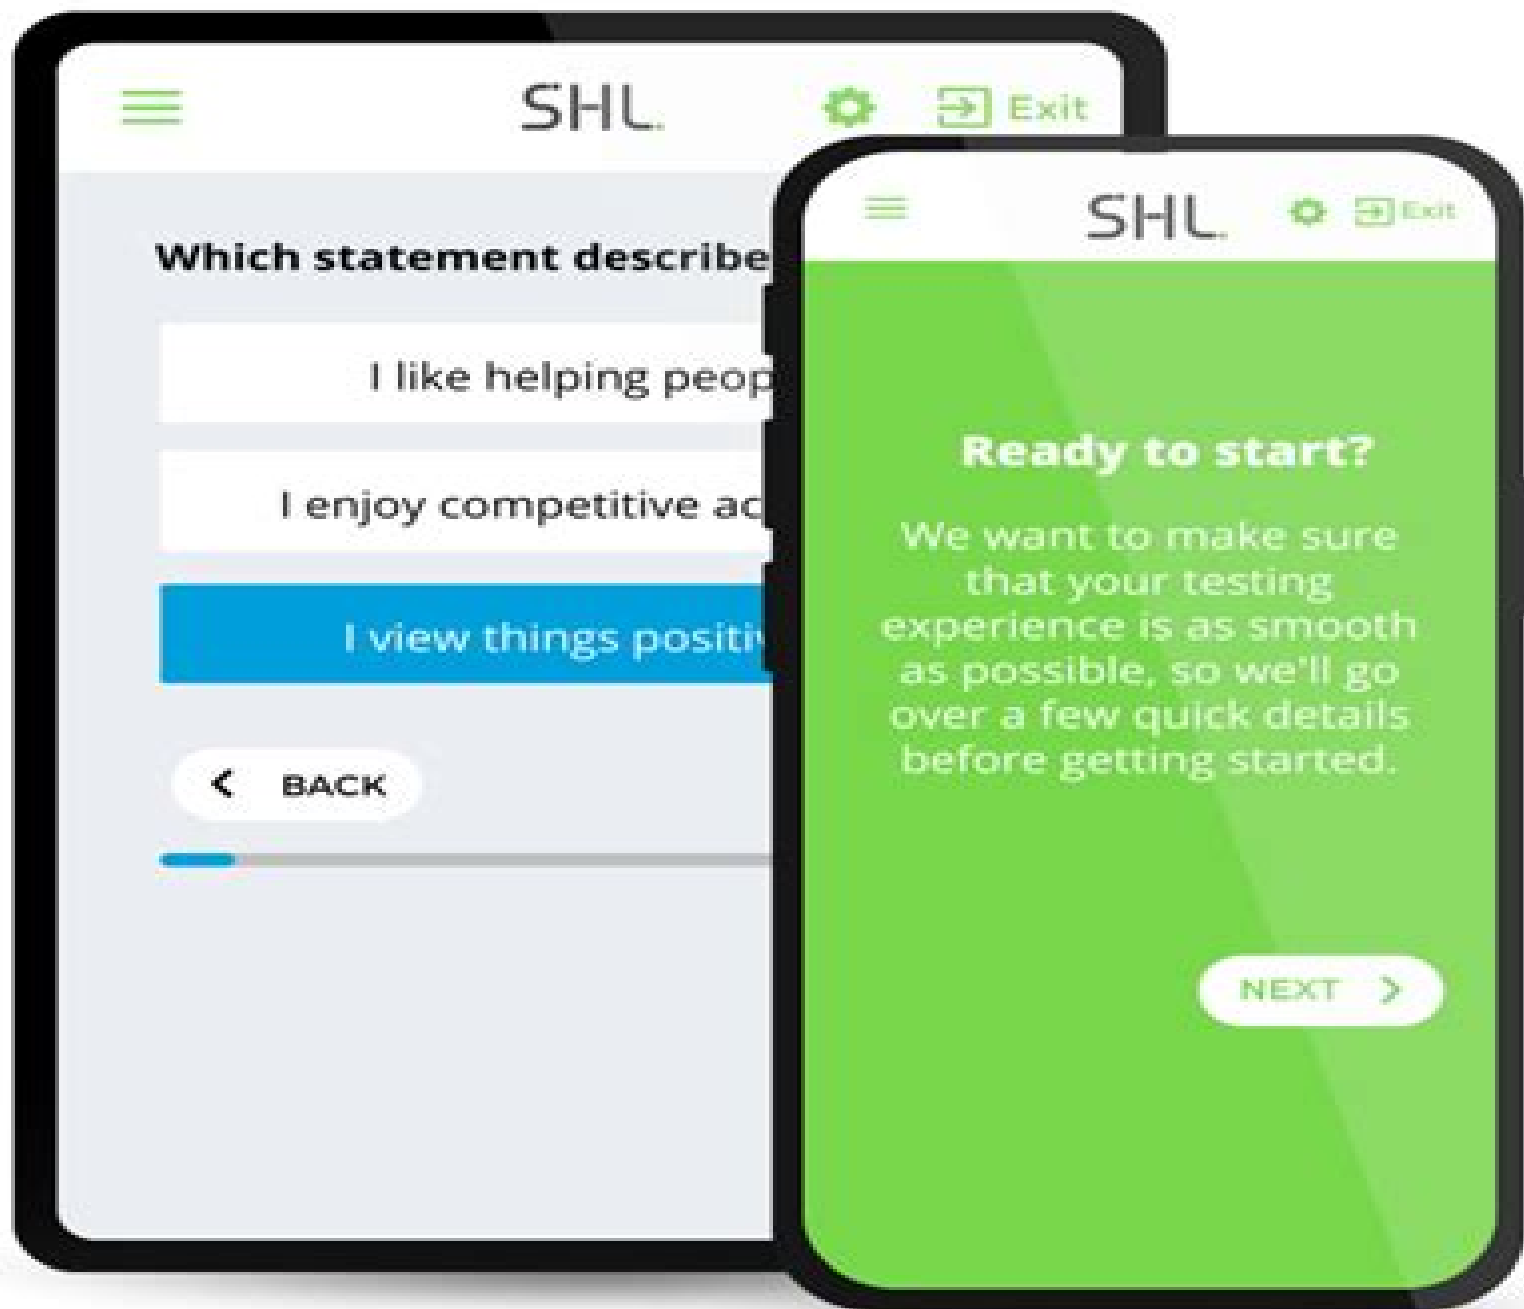 SHL.
Exit
Which statement describe
I like helping peop
I enjoy competitive ac
I view things positiv
BACK
SHL.
Exit
Ready to start?
We want to make sure
that your testing
experience is as smooth
as possible, so we'll go
over a few quick details
before getting started.
NEXT